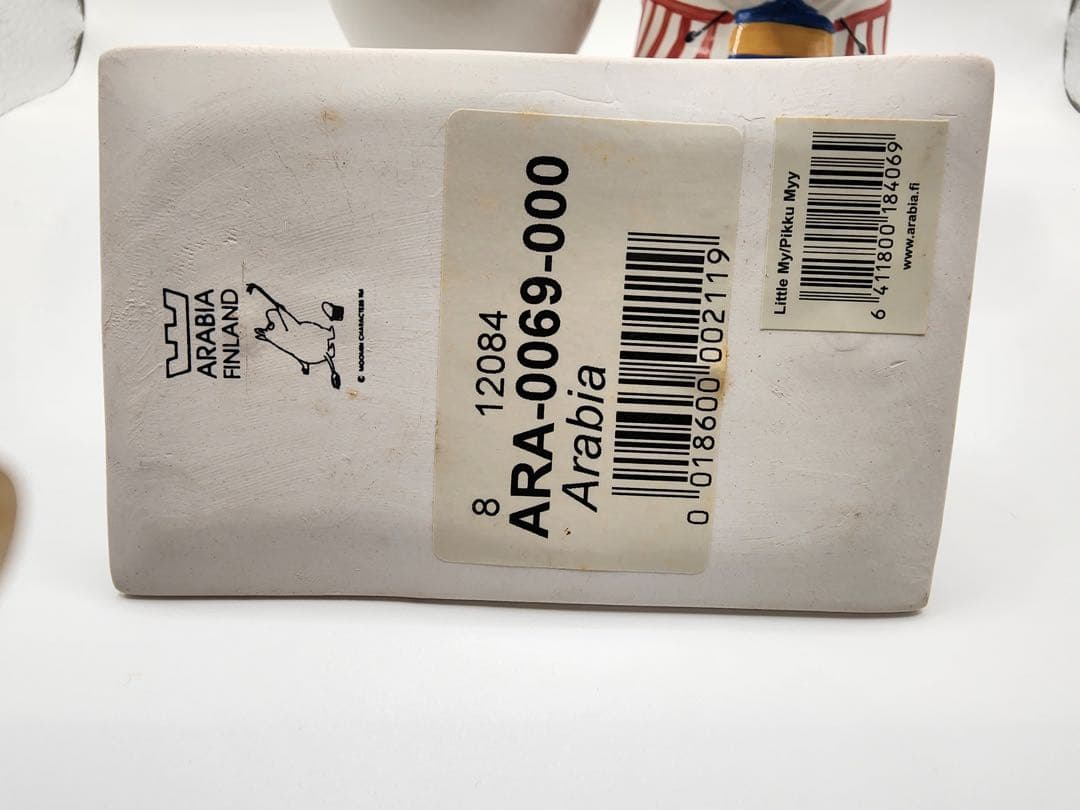 ARABIA
FINLAND
© MOOMIN CHARACTERS TM
8 12084
ARA-0069-000
Arabia
0 018600 002119
Little My/Pikku Myy
6 411800 184069
www.arabia.fi